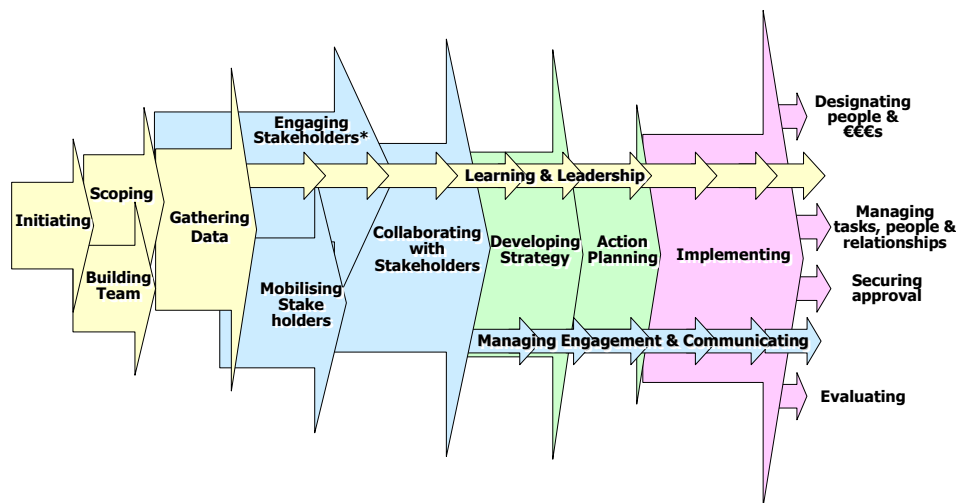 Initiating
Scoping
Building
Team
Gathering
Data
Engaging
Stakeholders*
Mobilising
Stake
holders
Collaborating
with
Stakeholders
Learning & Leadership
Developing
Strategy
Action
Planning
Implementing
Managing Engagement & Communicating
Designating
people &
€€€s
Managing
tasks, people &
relationships
Securing
approval
Evaluating